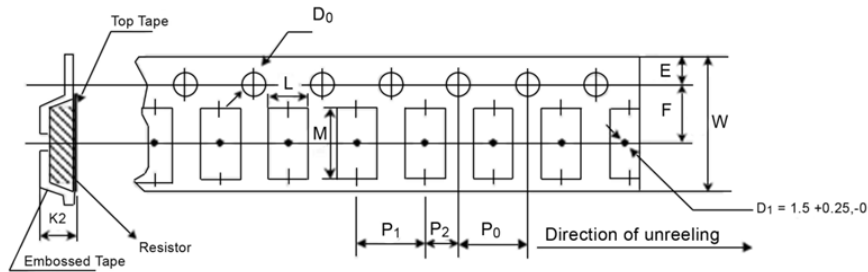 Top Tape
D0
L
E
F
W
M
K2
P1
P2
P0
D1 = 1.5 +0.25,-0
Resistor
Direction of unreeling
Embossed Tape